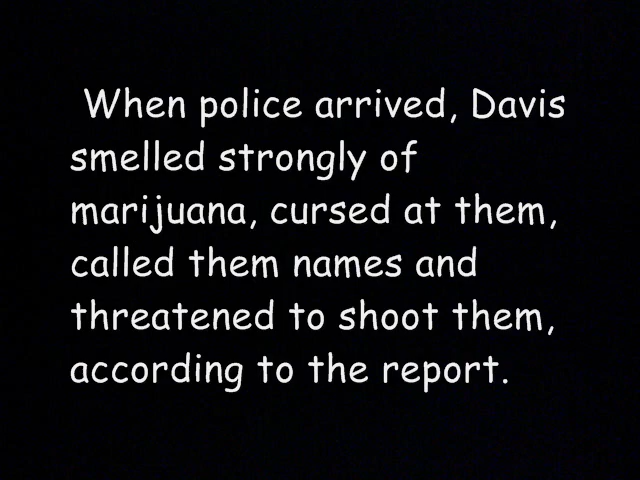 When police arrived, Davis
smelled strongly of
marijuana, cursed at them,
called them names and
threatened to shoot them,
according to the report.